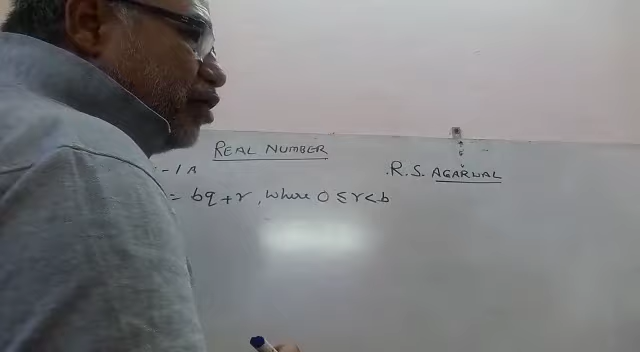 REAL NUMBER
- 1A
.R.S. AGARWAL
= bq + r, where 0 ≤ r < b